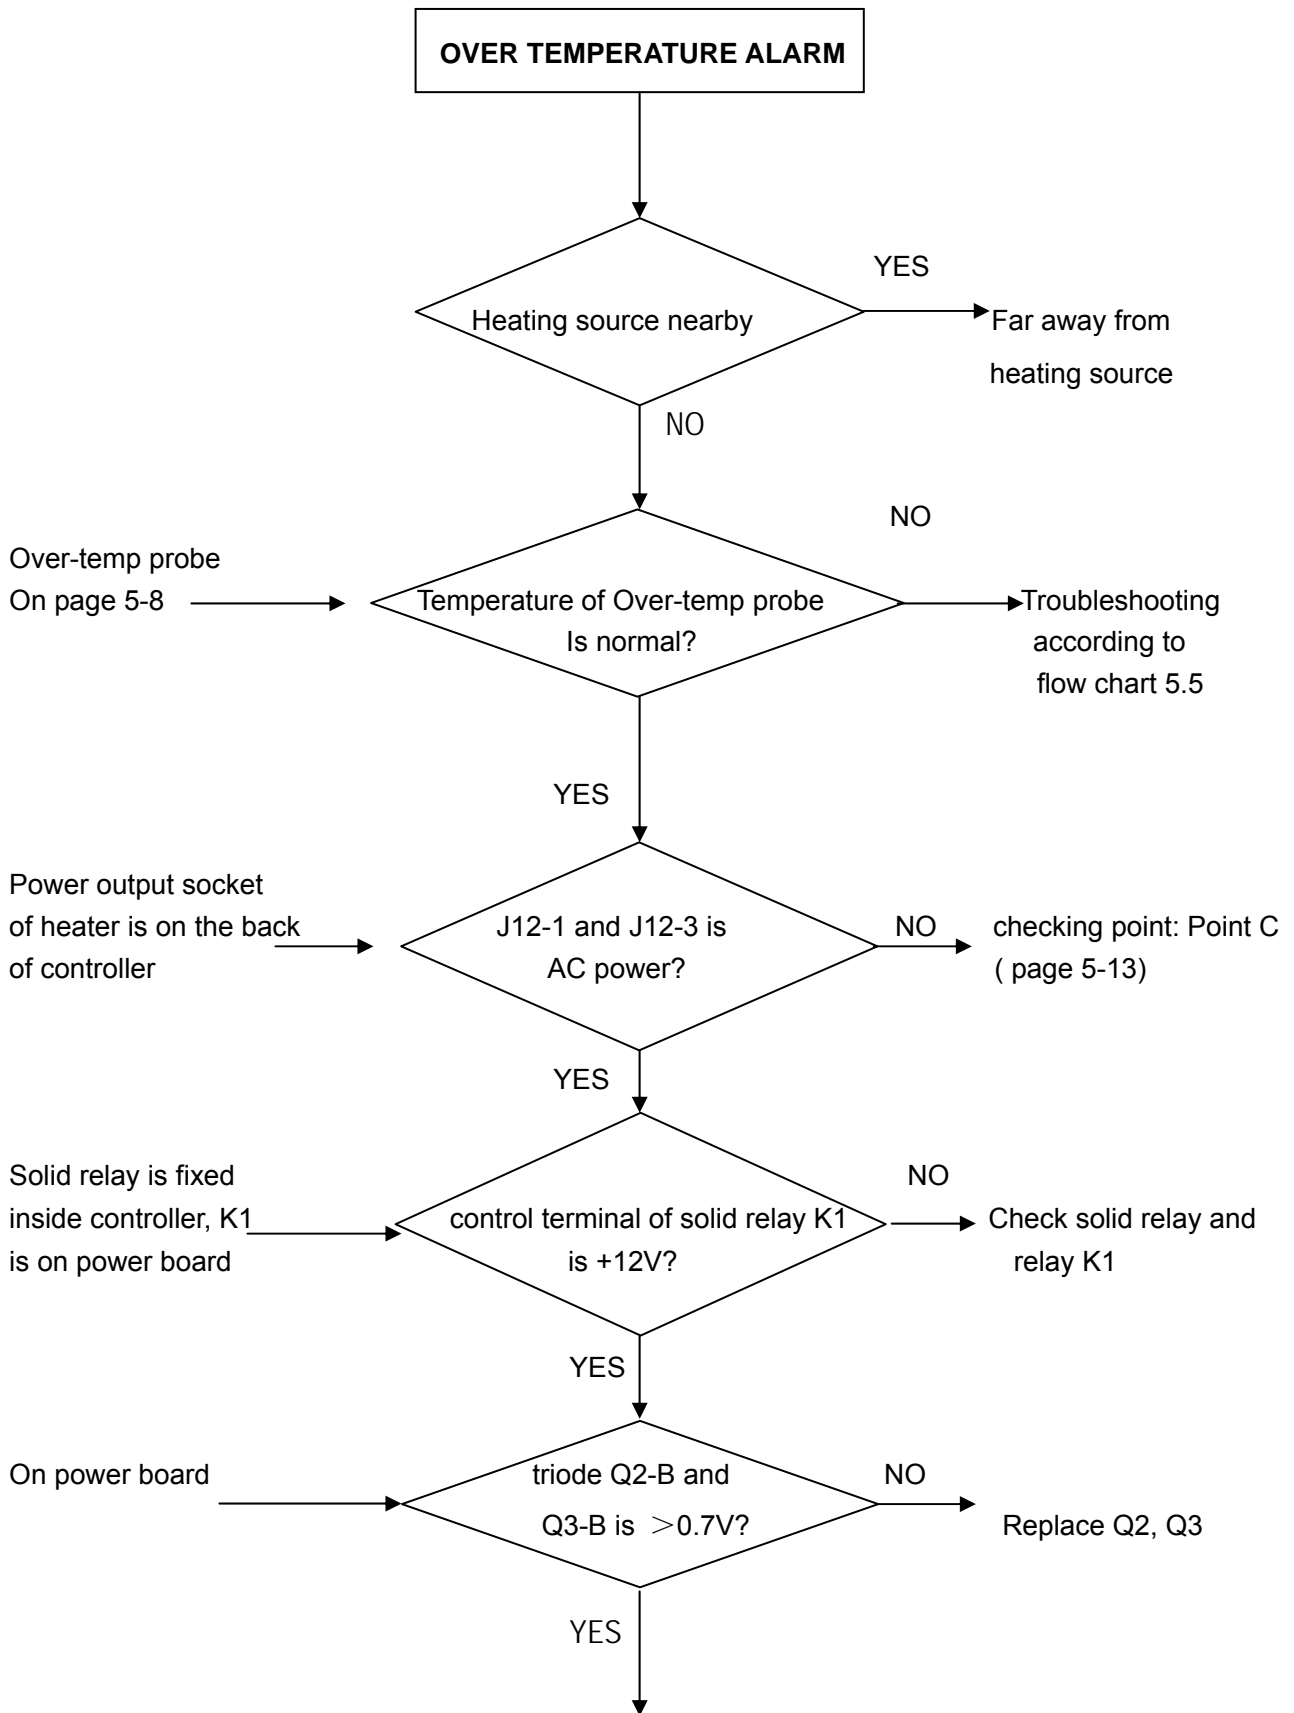 OVER TEMPERATURE ALARM
YES
Heating source nearby
Far away from
heating source
NO
NO
Over-temp probe
On page 5-8
Temperature of Over-temp probe
Is normal?
Troubleshooting
according to
flow chart 5.5
YES
Power output socket
of heater is on the back
of controller
J12-1 and J12-3 is
AC power?
NO
checking point: Point C
( page 5-13)
YES
Solid relay is fixed
inside controller, K1
is on power board
control terminal of solid relay K1
is +12V?
NO
Check solid relay and
relay K1
YES
On power board
triode Q2-B and
Q3-B is >0.7V?
NO
Replace Q2, Q3
YES